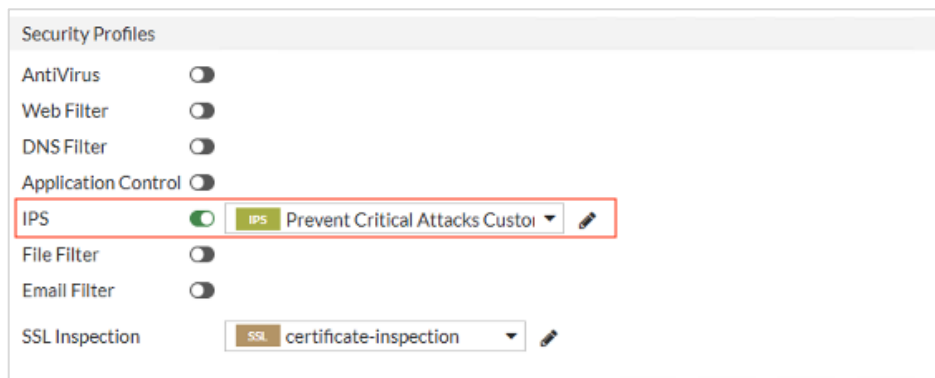 Security Profiles
AntiVirus
Web Filter
DNS Filter
Application Control
IPS IPS Prevent Critical Attacks Custo
File Filter
Email Filter
SSL Inspection SSL certificate-inspection